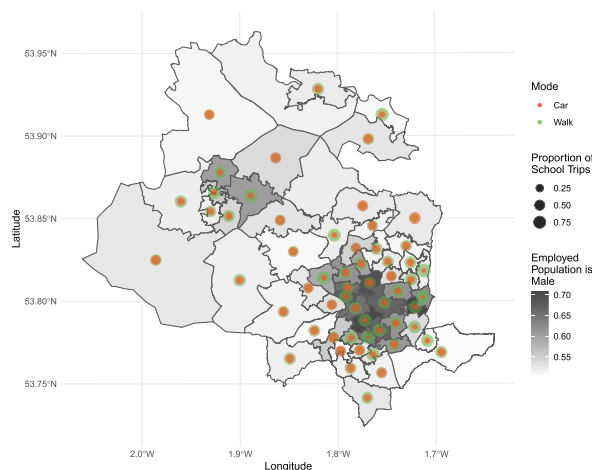 53.95°N
53.90°N
53.85°N
53.80°N
53.75°N
Latitude
2.0°W
1.9°W
1.8°W
1.7°W
Longitude
Mode
Car
Walk
Proportion of
School Trips
0.25
0.50
0.75
Employed
Population is
Male
0.70
0.65
0.60
0.55